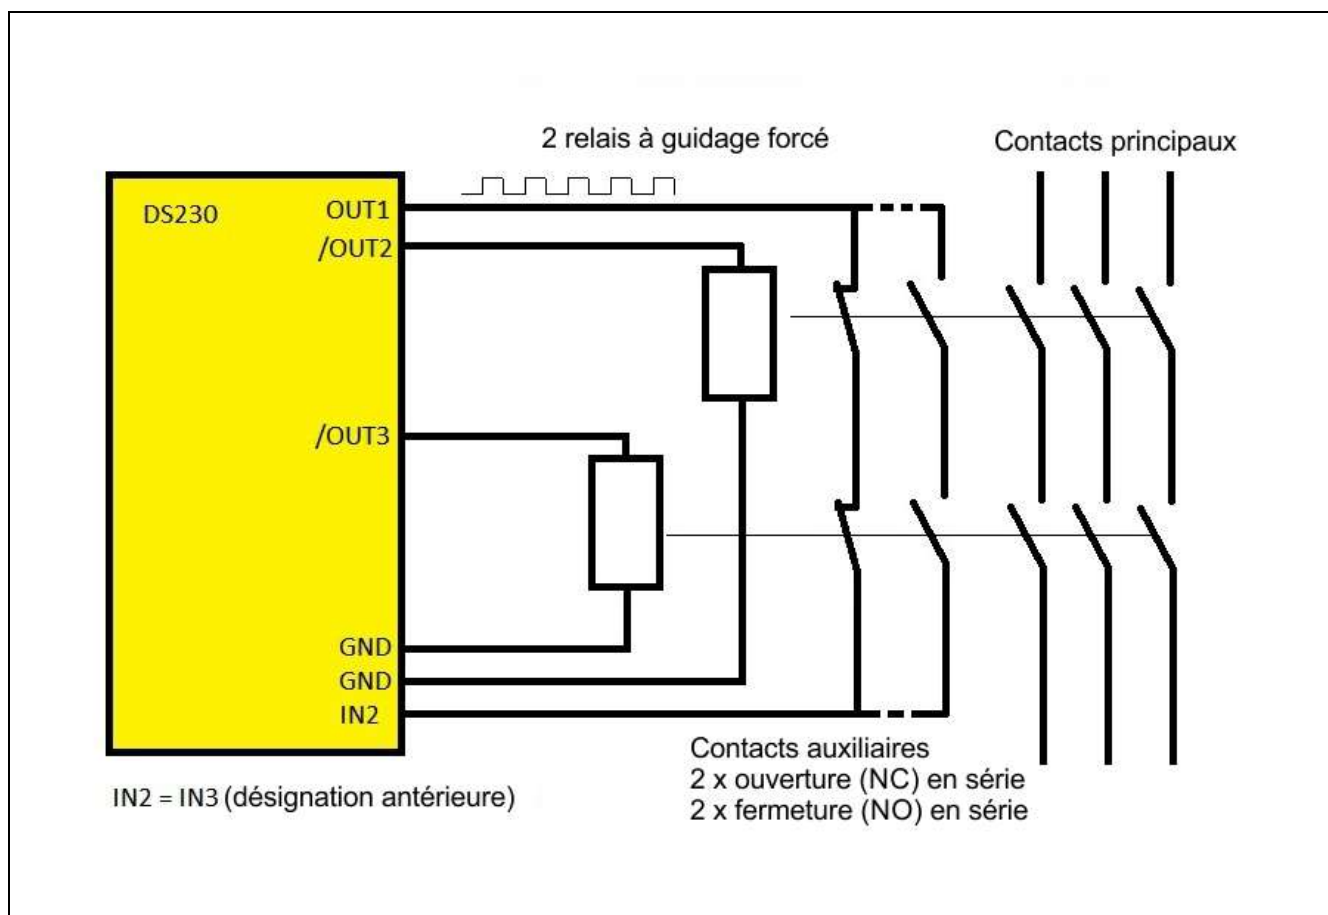 2 relais à guidage forcé
Contacts principaux
DS230
OUT1
/OUT2
/OUT3
GND
GND
IN2
Contacts auxiliaires
2 x ouverture (NC) en série
2 x fermeture (NO) en série
IN2 = IN3 (désignation antérieure)